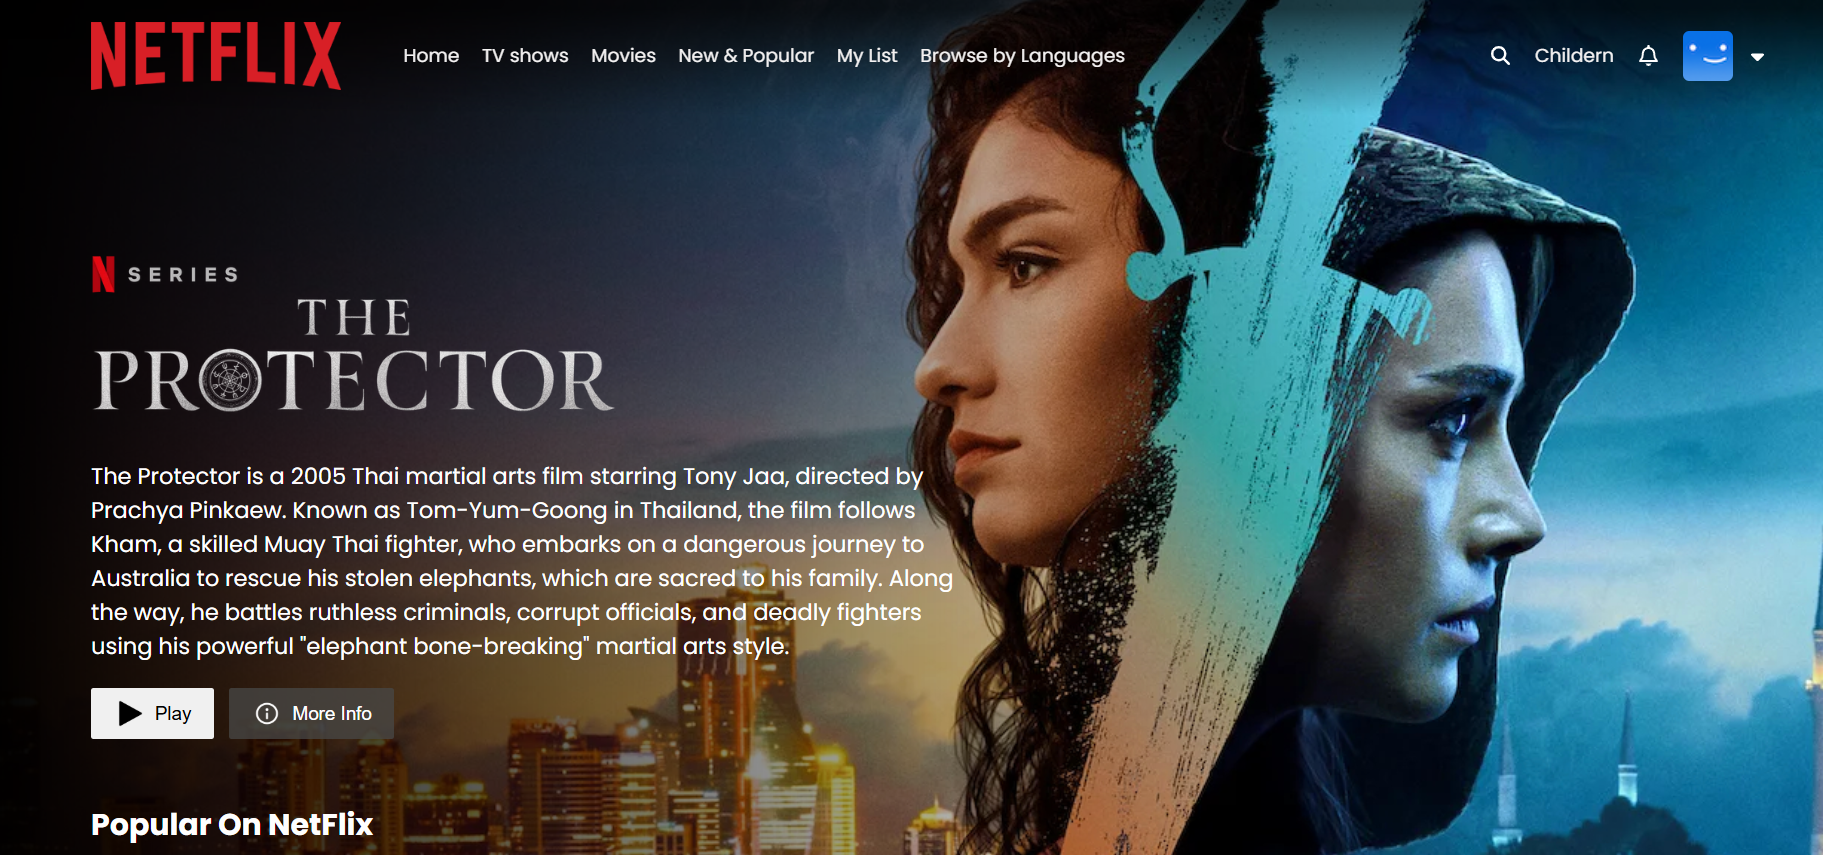 NETFLIX
Home TV shows Movies New & Popular My List Browse by Languages
Childern
N SERIES
THE
PROTECTOR
The Protector is a 2005 Thai martial arts film starring Tony Jaa, directed by
Prachya Pinkaew. Known as Tom-Yum-Goong in Thailand, the film follows
Kham, a skilled Muay Thai fighter, who embarks on a dangerous journey to
Australia to rescue his stolen elephants, which are sacred to his family. Along
the way, he battles ruthless criminals, corrupt officials, and deadly fighters
using his powerful "elephant bone-breaking" martial arts style.
Play More Info
Popular On NetFlix